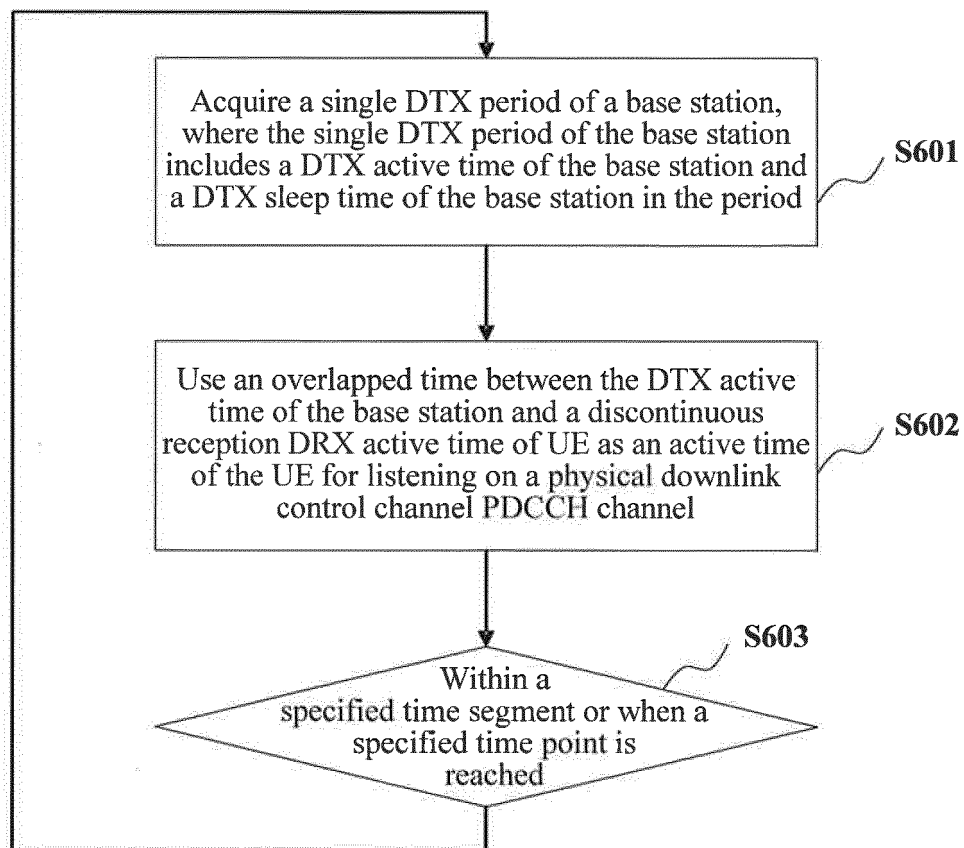 Acquire a single DTX period of a base station,
where the single DTX period of the base station
includes a DTX active time of the base station and
a DTX sleep time of the base station in the period
S601
Use an overlapped time between the DTX active
time of the base station and a discontinuous
reception DRX active time of UE as an active time
of the UE for listening on a physical downlink
control channel PDCCH channel
S602
S603
Within a
specified time segment or when a
specified time point is
reached